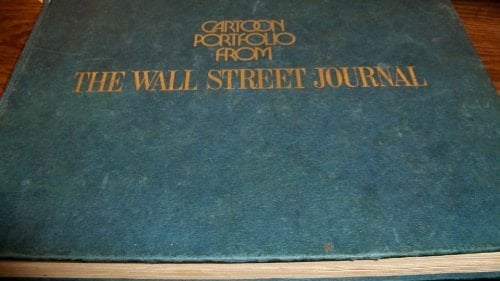 CARTOON
PORTFOLIO
FROM
THE WALL STREET JOURNAL